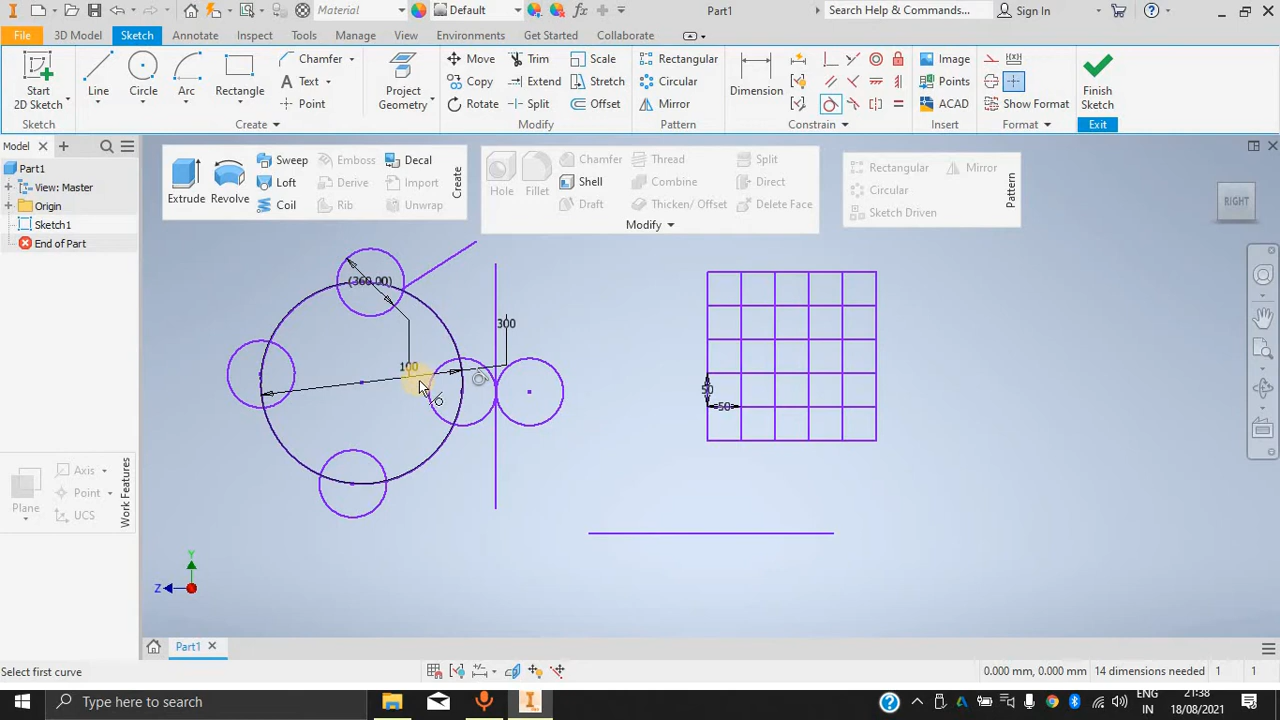 Material Default Part1 Search Help & Commands... Sign In
File 3D Model Sketch Annotate Inspect Tools Manage View Environments Get Started Collaborate
Start
2D Sketch
Line Circle Arc Rectangle
Chamfer
Text
Point
Project
Geometry
Move Trim Scale
Copy Extend Stretch
Rotate Split Offset
Rectangular
Circular
Mirror
Dimension
Image
Points
ACAD
Show Format
Finish
Sketch
Sketch Create Modify Pattern Constrain Insert Format Exit
Model
Part1
View: Master
Origin
Sketch1
End of Part
Extrude Revolve
Sweep Emboss Decal
Loft Derive Import
Coil Rib Unwrap
Create
Hole Fillet
Chamfer Thread Split
Shell Combine Direct
Draft Thicken/ Offset Delete Face
Modify
Rectangular Mirror
Circular
Sketch Driven
Pattern
RIGHT
(360.00)
300
100
50
50
Plane
Axis
Point
UCS
Work Features
Y
Z
Part1
Select first curve 0.000 mm, 0.000 mm 14 dimensions needed 1 1
Type here to search
ENG
IN
21:38
18/08/2021